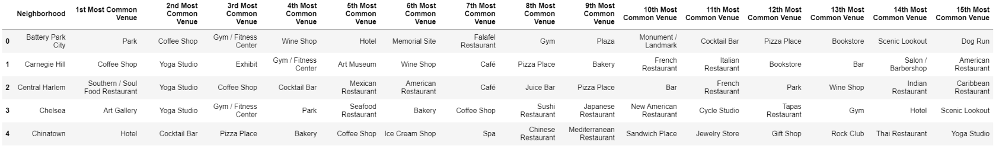 Neighborhood 1st Most Common Venue 2nd Most Common Venue 3rd Most Common Venue 4th Most Common Venue 5th Most Common Venue 6th Most Common Venue 7th Most Common Venue 8th Most Common Venue 9th Most Common Venue 10th Most Common Venue 11th Most Common Venue 12th Most Common Venue 13th Most Common Venue 14th Most Common Venue 15th Most Common Venue
0 Battery Park City Park Coffee Shop Gym / Fitness Center Wine Shop Hotel Memorial Site Falafel Restaurant Gym Plaza Monument / Landmark Cocktail Bar Pizza Place Bookstore Scenic Lookout Dog Run
1 Carnegie Hill Coffee Shop Yoga Studio Exhibit Gym / Fitness Center Art Museum Wine Shop Café Pizza Place Bakery French Restaurant Italian Restaurant Bookstore Bar Salon / Barbershop American Restaurant
2 Central Harlem Southern / Soul Food Restaurant Yoga Studio Coffee Shop Cocktail Bar Mexican Restaurant American Restaurant Café Juice Bar Pizza Place Bar French Restaurant Park Wine Shop Indian Restaurant Caribbean Restaurant
3 Chelsea Art Gallery Yoga Studio Gym / Fitness Center Park Seafood Restaurant Bakery Coffee Shop Sushi Restaurant Japanese Restaurant New American Restaurant Cycle Studio Tapas Restaurant Gym Hotel Scenic Lookout
4 Chinatown Hotel Cocktail Bar Pizza Place Bakery Coffee Shop Ice Cream Shop Spa Chinese Restaurant Mediterranean Restaurant Sandwich Place Jewelry Store Gift Shop Rock Club Thai Restaurant Yoga Studio